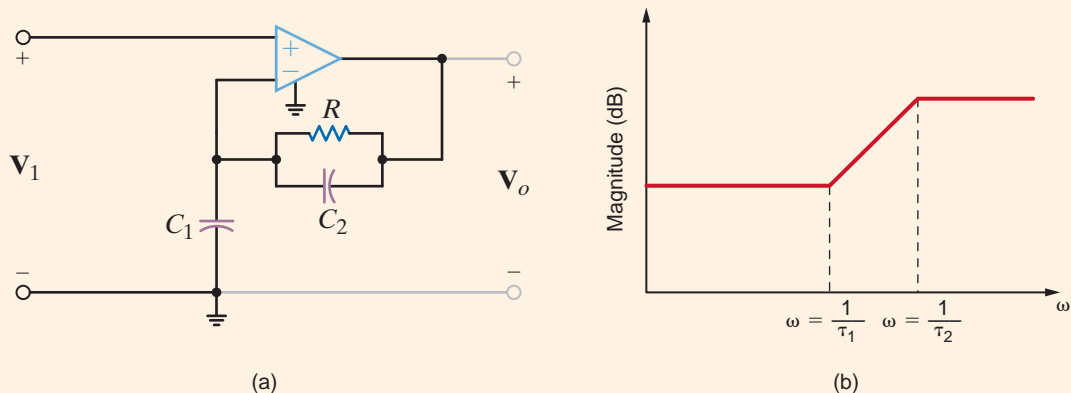 +
V₁
−
+
−
R
C₂
C₁
+
Vₒ
−
(a)
Magnitude (dB)
ω = 1/τ₁ ω = 1/τ₂
ω
(b)